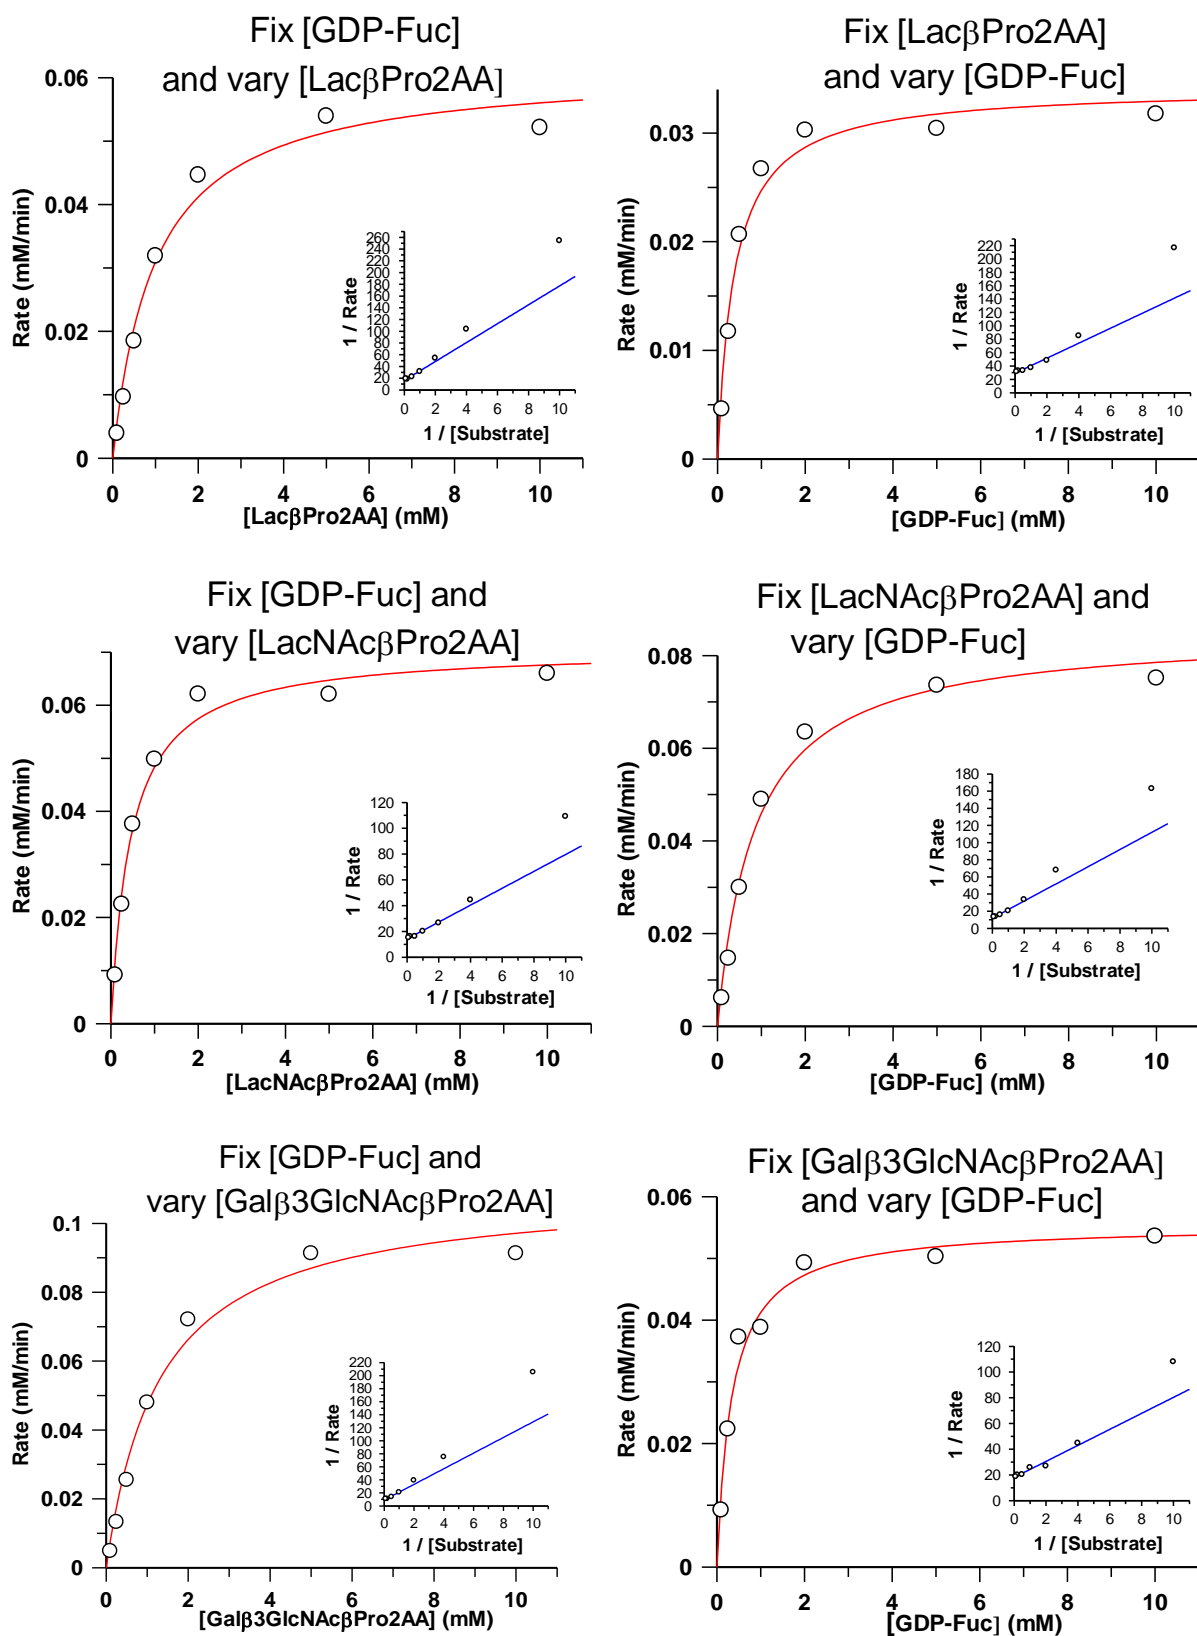 Fix [GDP-Fuc]
and vary [LacβPro2AA]
0.06
0.04
0.02
0
Rate (mM/min)
0 2 4 6 8 10
[LacβPro2AA] (mM)
260
240
220
200
180
160
140
120
100
80
60
40
20
0
1 / Rate
0 2 4 6 8 10
1 / [Substrate]
Fix [LacβPro2AA]
and vary [GDP-Fuc]
0.03
0.02
0.01
0
Rate (mM/min)
0 2 4 6 8 10
[GDP-Fuc] (mM)
220
200
180
160
140
120
100
80
60
40
20
0
1 / Rate
0 2 4 6 8 10
1 / [Substrate]
Fix [GDP-Fuc] and
vary [LacNAcβPro2AA]
0.06
0.04
0.02
0
Rate (mM/min)
0 2 4 6 8 10
[LacNAcβPro2AA] (mM)
120
100
80
60
40
20
0
1 / Rate
0 2 4 6 8 10
1 / [Substrate]
Fix [LacNAcβPro2AA] and
vary [GDP-Fuc]
0.08
0.06
0.04
0.02
0
Rate (mM/min)
0 2 4 6 8 10
[GDP-Fuc] (mM)
180
160
140
120
100
80
60
40
20
0
1 / Rate
0 2 4 6 8 10
1 / [Substrate]
Fix [GDP-Fuc] and
vary [Galβ3GlcNAcβPro2AA]
0.1
0.08
0.06
0.04
0.02
0
Rate (mM/min)
0 2 4 6 8 10
[Galβ3GlcNAcβPro2AA] (mM)
220
200
180
160
140
120
100
80
60
40
20
0
1 / Rate
0 2 4 6 8 10
1 / [Substrate]
Fix [Galβ3GlcNAcβPro2AA]
and vary [GDP-Fuc]
0.06
0.04
0.02
0
Rate (mM/min)
0 2 4 6 8 10
[GDP-Fuc] (mM)
120
100
80
60
40
20
0
1 / Rate
0 2 4 6 8 10
1 / [Substrate]